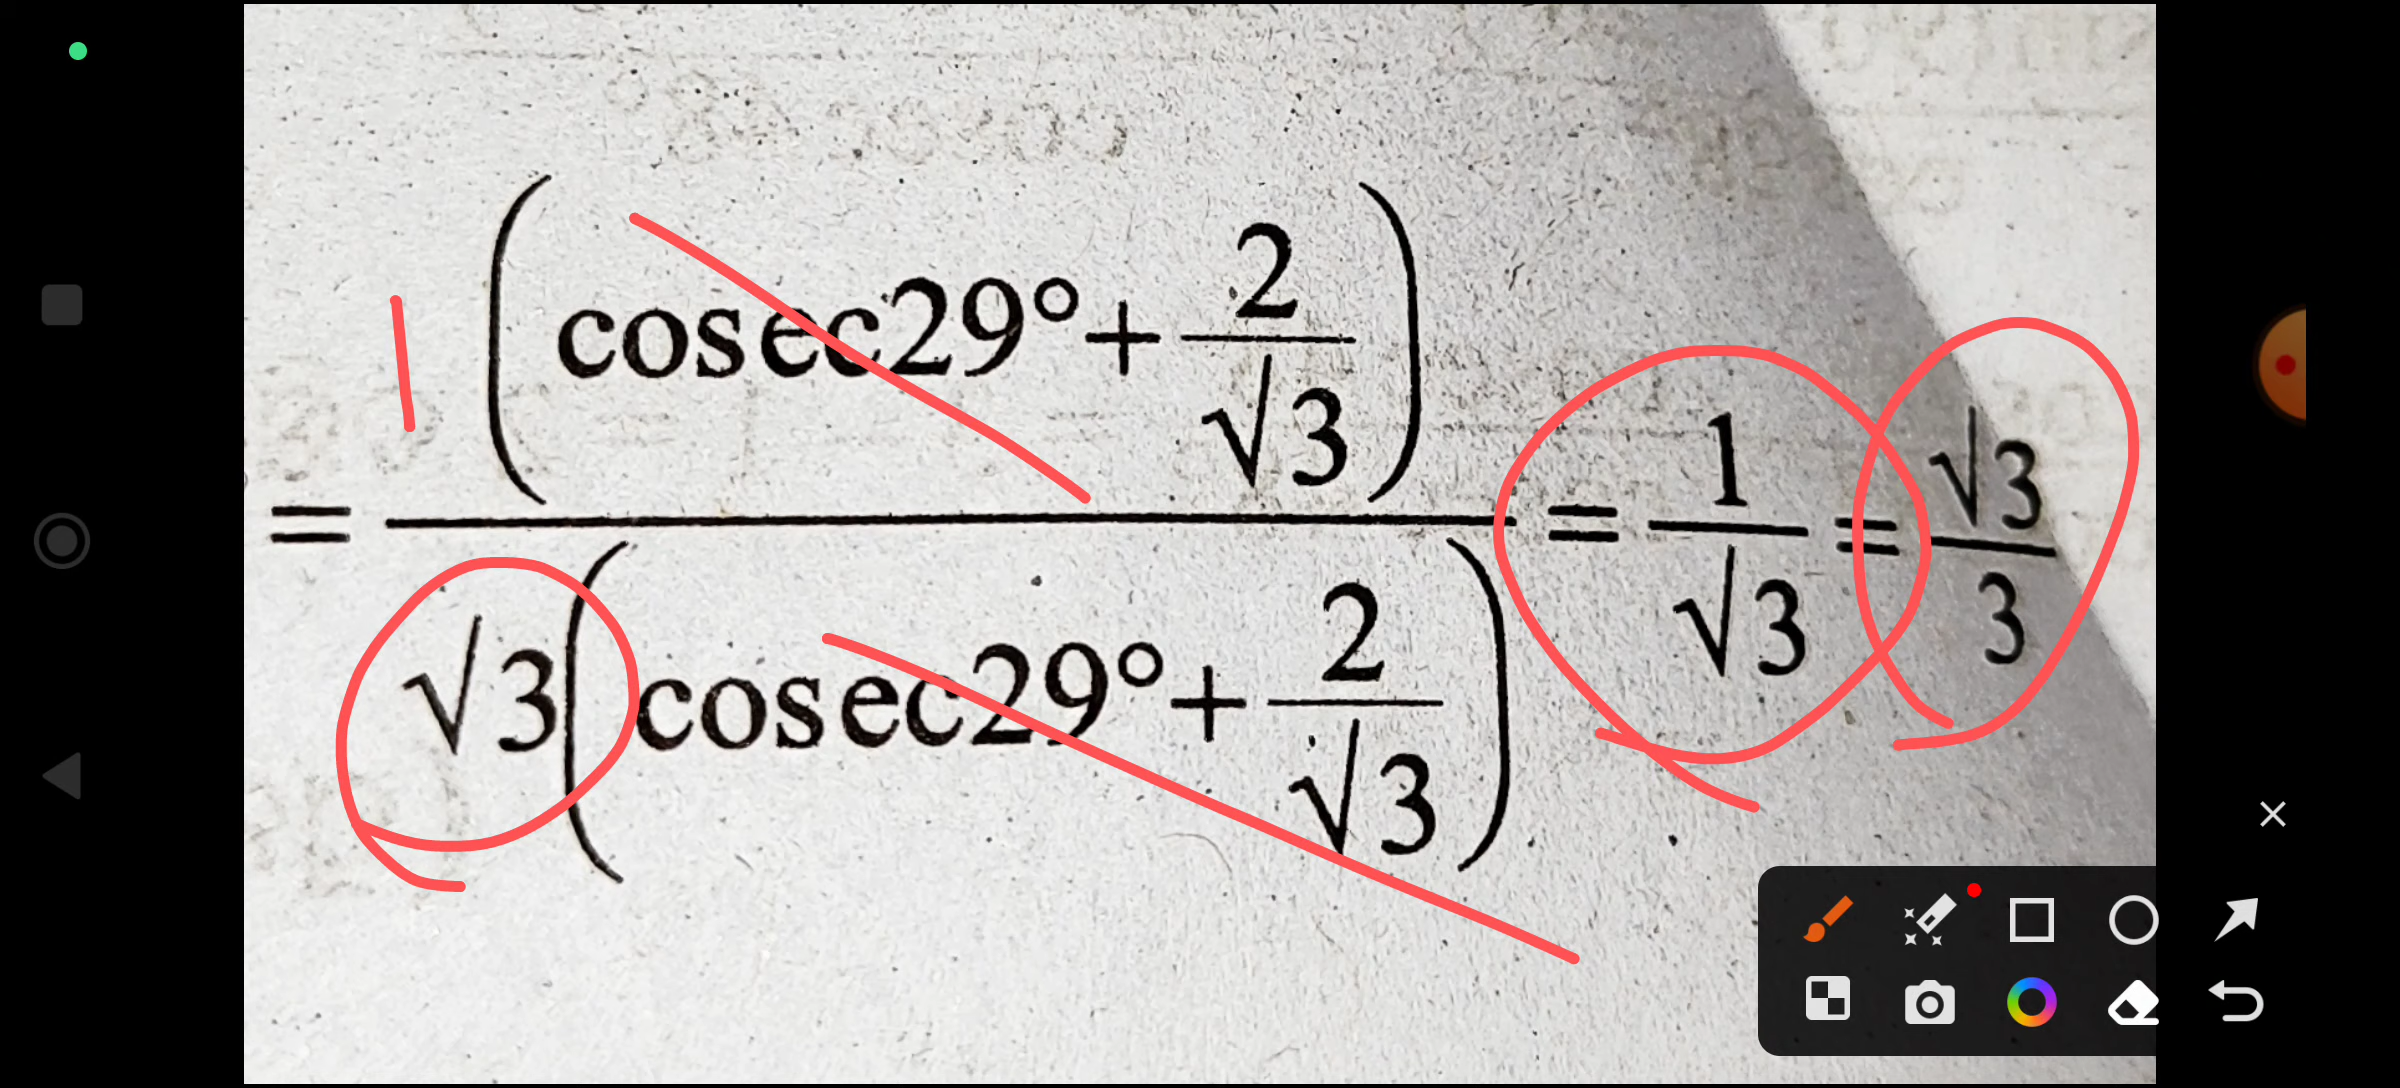 1 (cosec29° + 2/√3)
= ──────────── = 1/√3 = √3/3
√3(cosec29° + 2/√3)